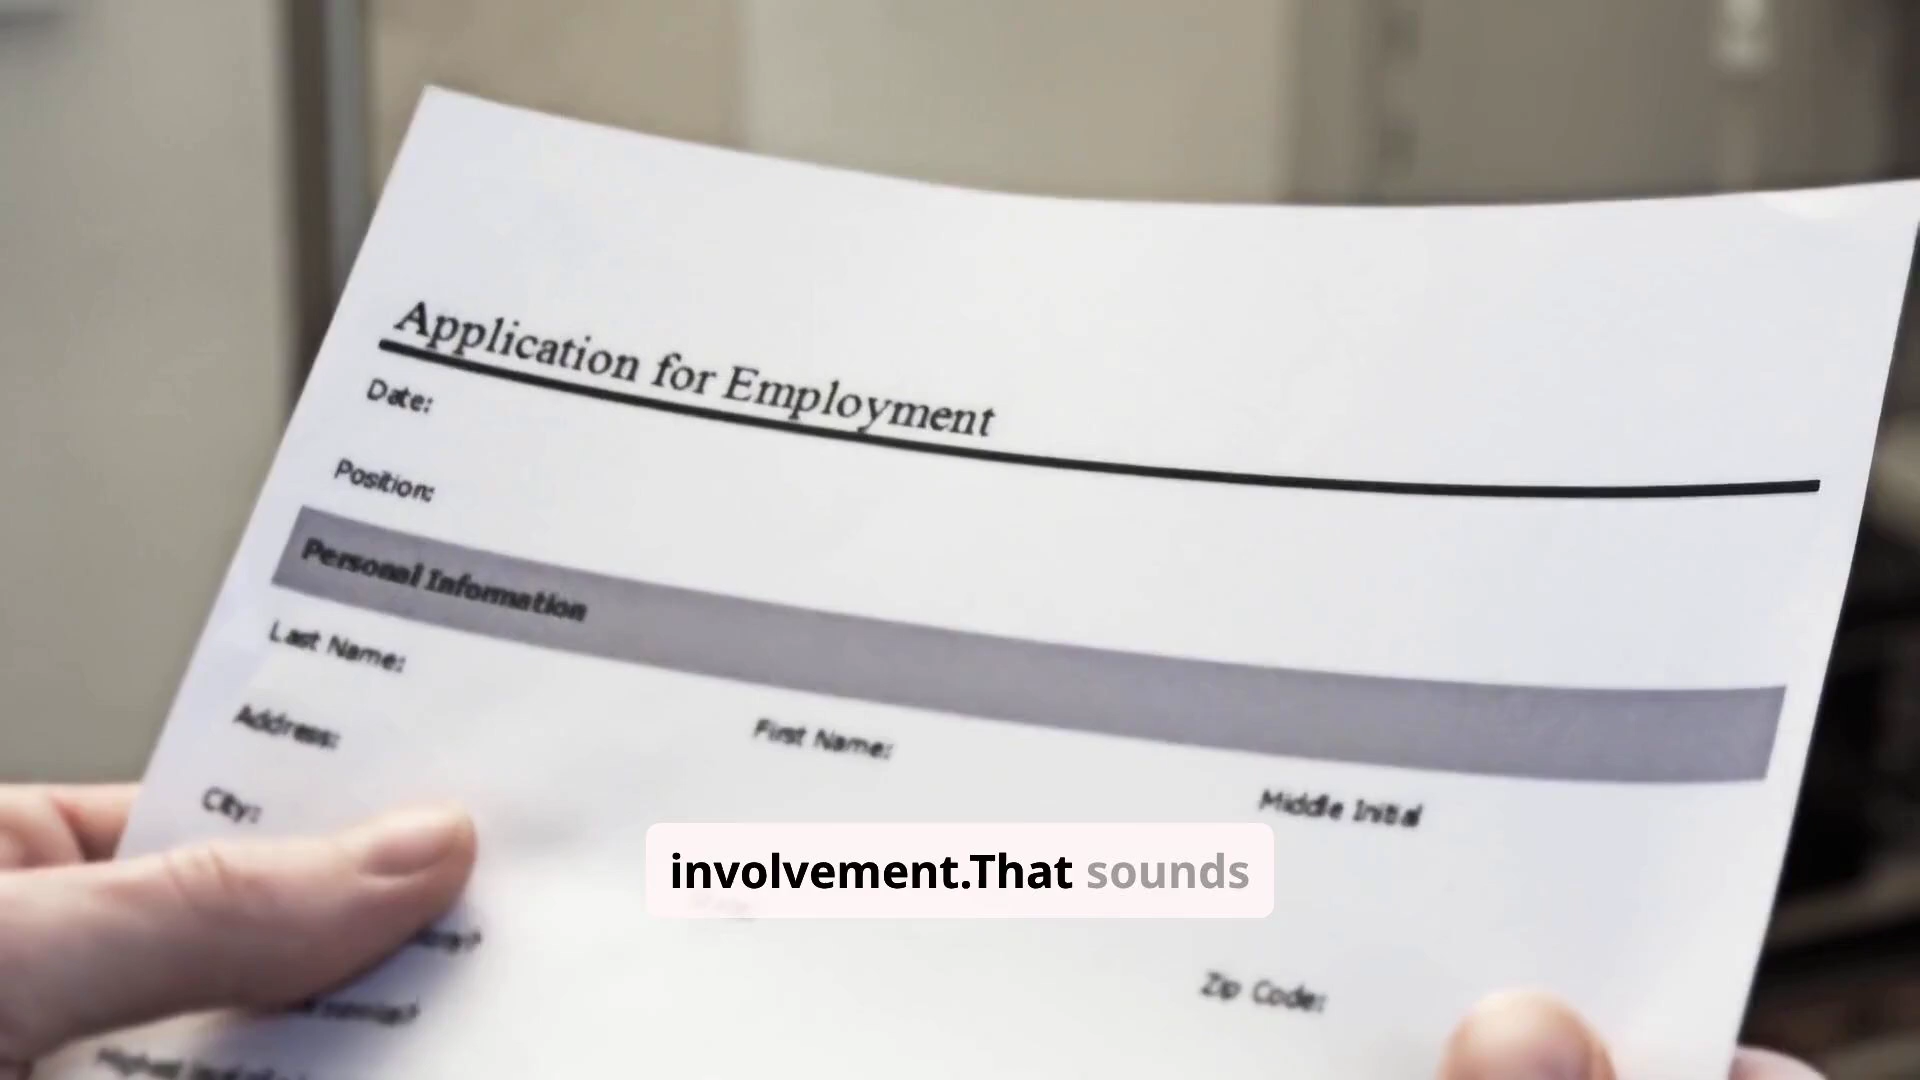 Application for Employment
Date:
Position:
Personal Information
Last Name:
First Name:
Middle Initial
Address:
City:
Zip Code:
involvement.That sounds